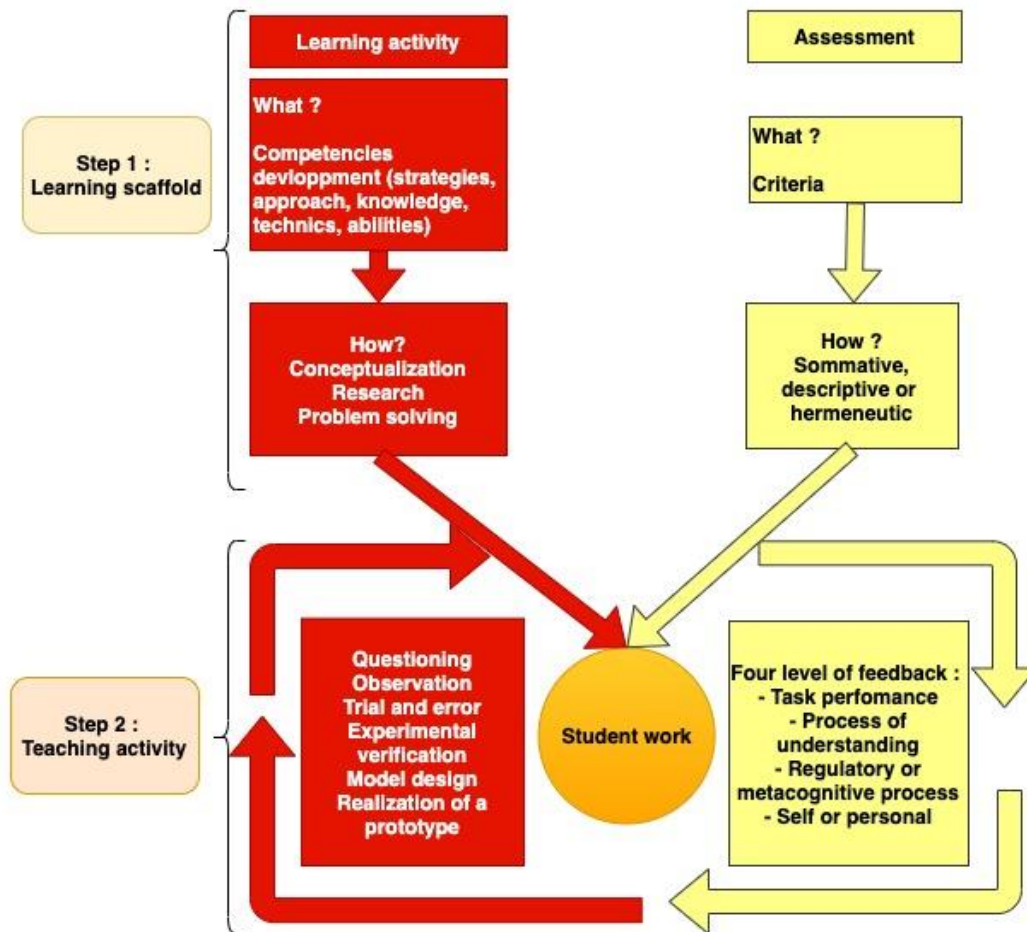 Learning activity
Assessment
Step 1 :
Learning scaffold
What ?
Competencies
devloppment (strategies,
approach, knowledge,
technics, abilities)
What ?
Criteria
How?
Conceptualization
Research
Problem solving
How ?
Sommative,
descriptive or
hermeneutic
Step 2 :
Teaching activity
Questioning
Observation
Trial and error
Experimental
verification
Model design
Realization of a
prototype
Student work
Four level of feedback :
- Task perfomance
- Process of
understanding
- Regulatory or
metacognitive process
- Self or personal